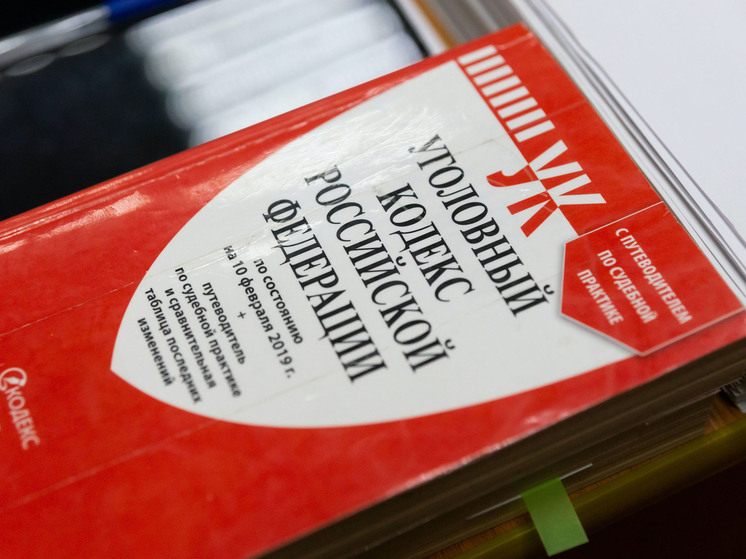 УК
УГОЛОВНЫЙ
КОДЕКС
РОССИЙСКОЙ
ФЕДЕРАЦИИ
по состоянию
на 10 февраля 2019 г.
+
путеводитель
по судебной практике
и сравнительная
таблица последних
изменений
С ПУТЕВОДИТЕЛЕМ
ПО СУДЕБНОЙ
ПРАКТИКЕ
КОДЕКС